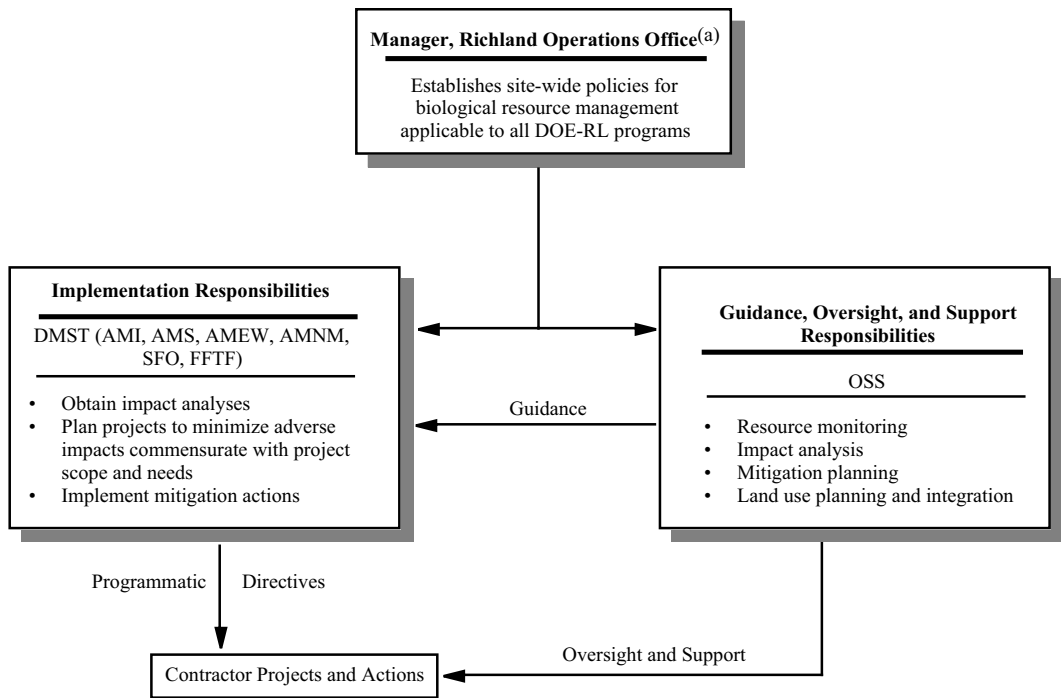 Manager, Richland Operations Office(a)
Establishes site-wide policies for
biological resource management
applicable to all DOE-RL programs
Implementation Responsibilities
DMST (AMI, AMS, AMEW, AMNM,
SFO, FFTF)
• Obtain impact analyses
• Plan projects to minimize adverse
impacts commensurate with project
scope and needs
• Implement mitigation actions
Guidance
Guidance, Oversight, and Support
Responsibilities
OSS
• Resource monitoring
• Impact analysis
• Mitigation planning
• Land use planning and integration
Programmatic Directives
Contractor Projects and Actions
Oversight and Support